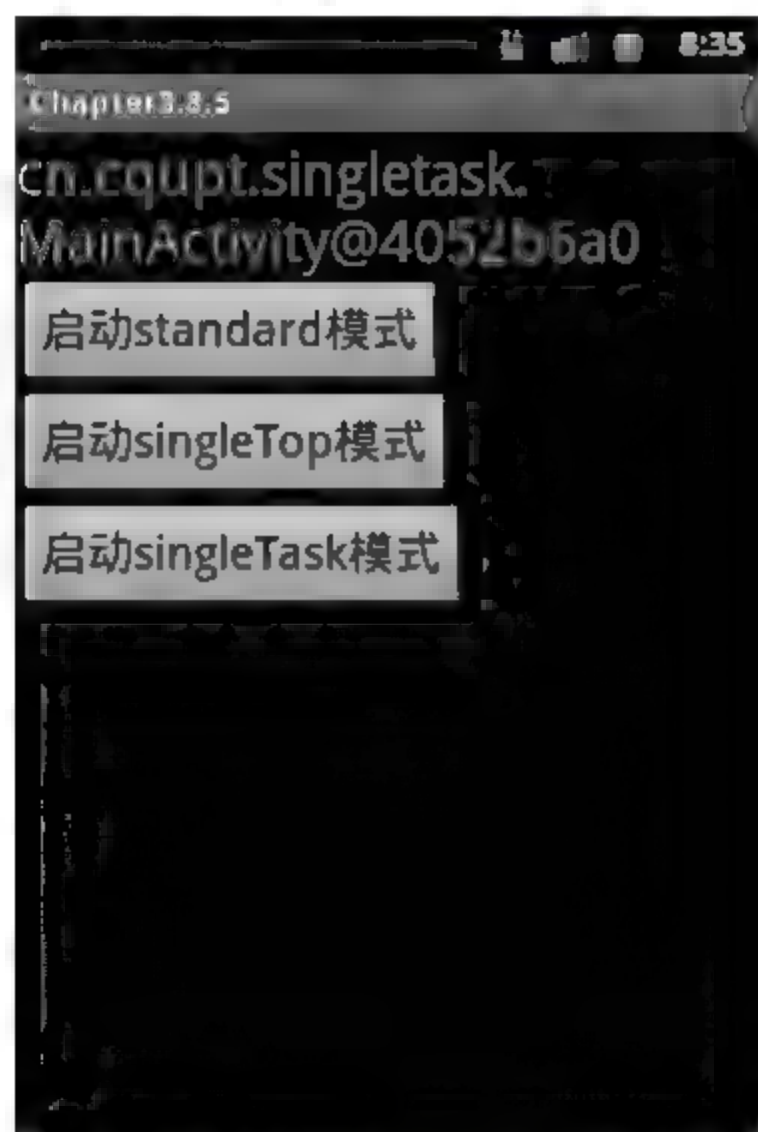 8:35
Chapter3.8.5
cn.cqupt.singletask.
MainActivity@4052b6a0
启动standard模式
启动singleTop模式
启动singleTask模式